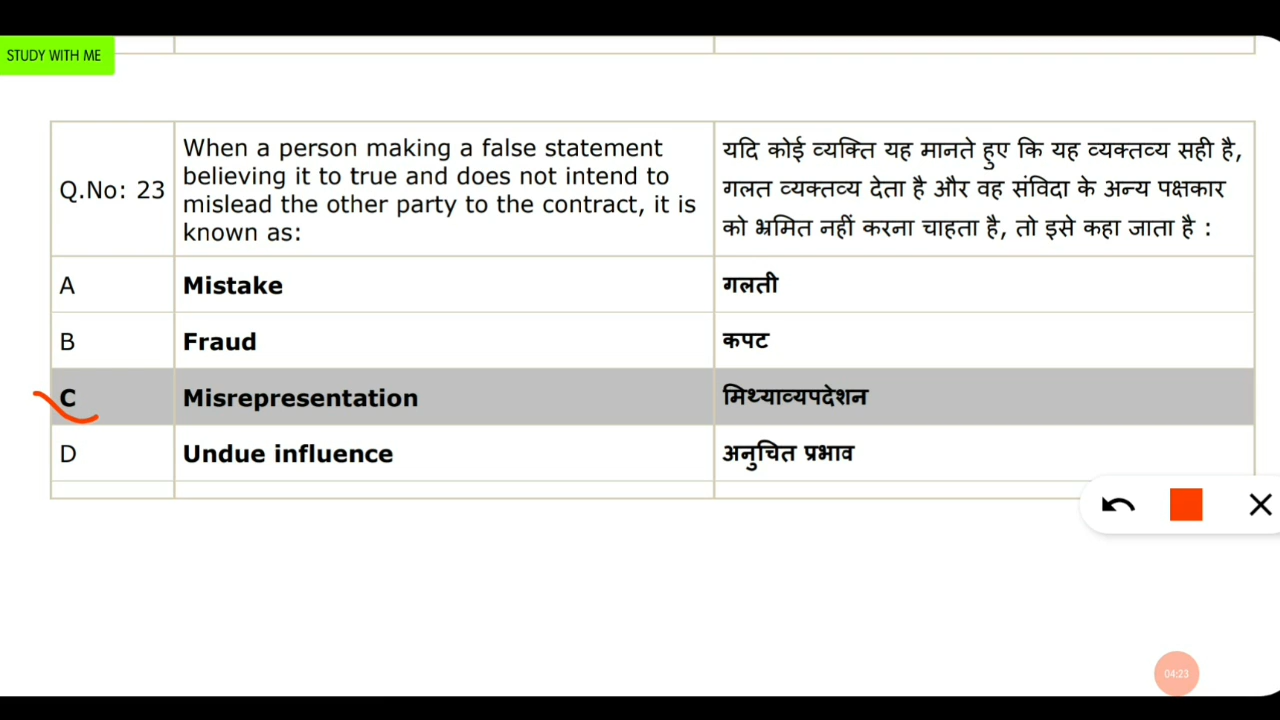 STUDY WITH ME
Q.No: 23
When a person making a false statement
believing it to true and does not intend to
mislead the other party to the contract, it is
known as:
यदि कोई व्यक्ति यह मानते हुए कि यह व्यक्तव्य सही है,
गलत व्यक्तव्य देता है और वह संविदा के अन्य पक्षकार
को भ्रमित नहीं करना चाहता है, तो इसे कहा जाता है :
A
Mistake
गलती
B
Fraud
कपट
C
Misrepresentation
मिथ्याव्यपदेशन
D
Undue influence
अनुचित प्रभाव
04:23